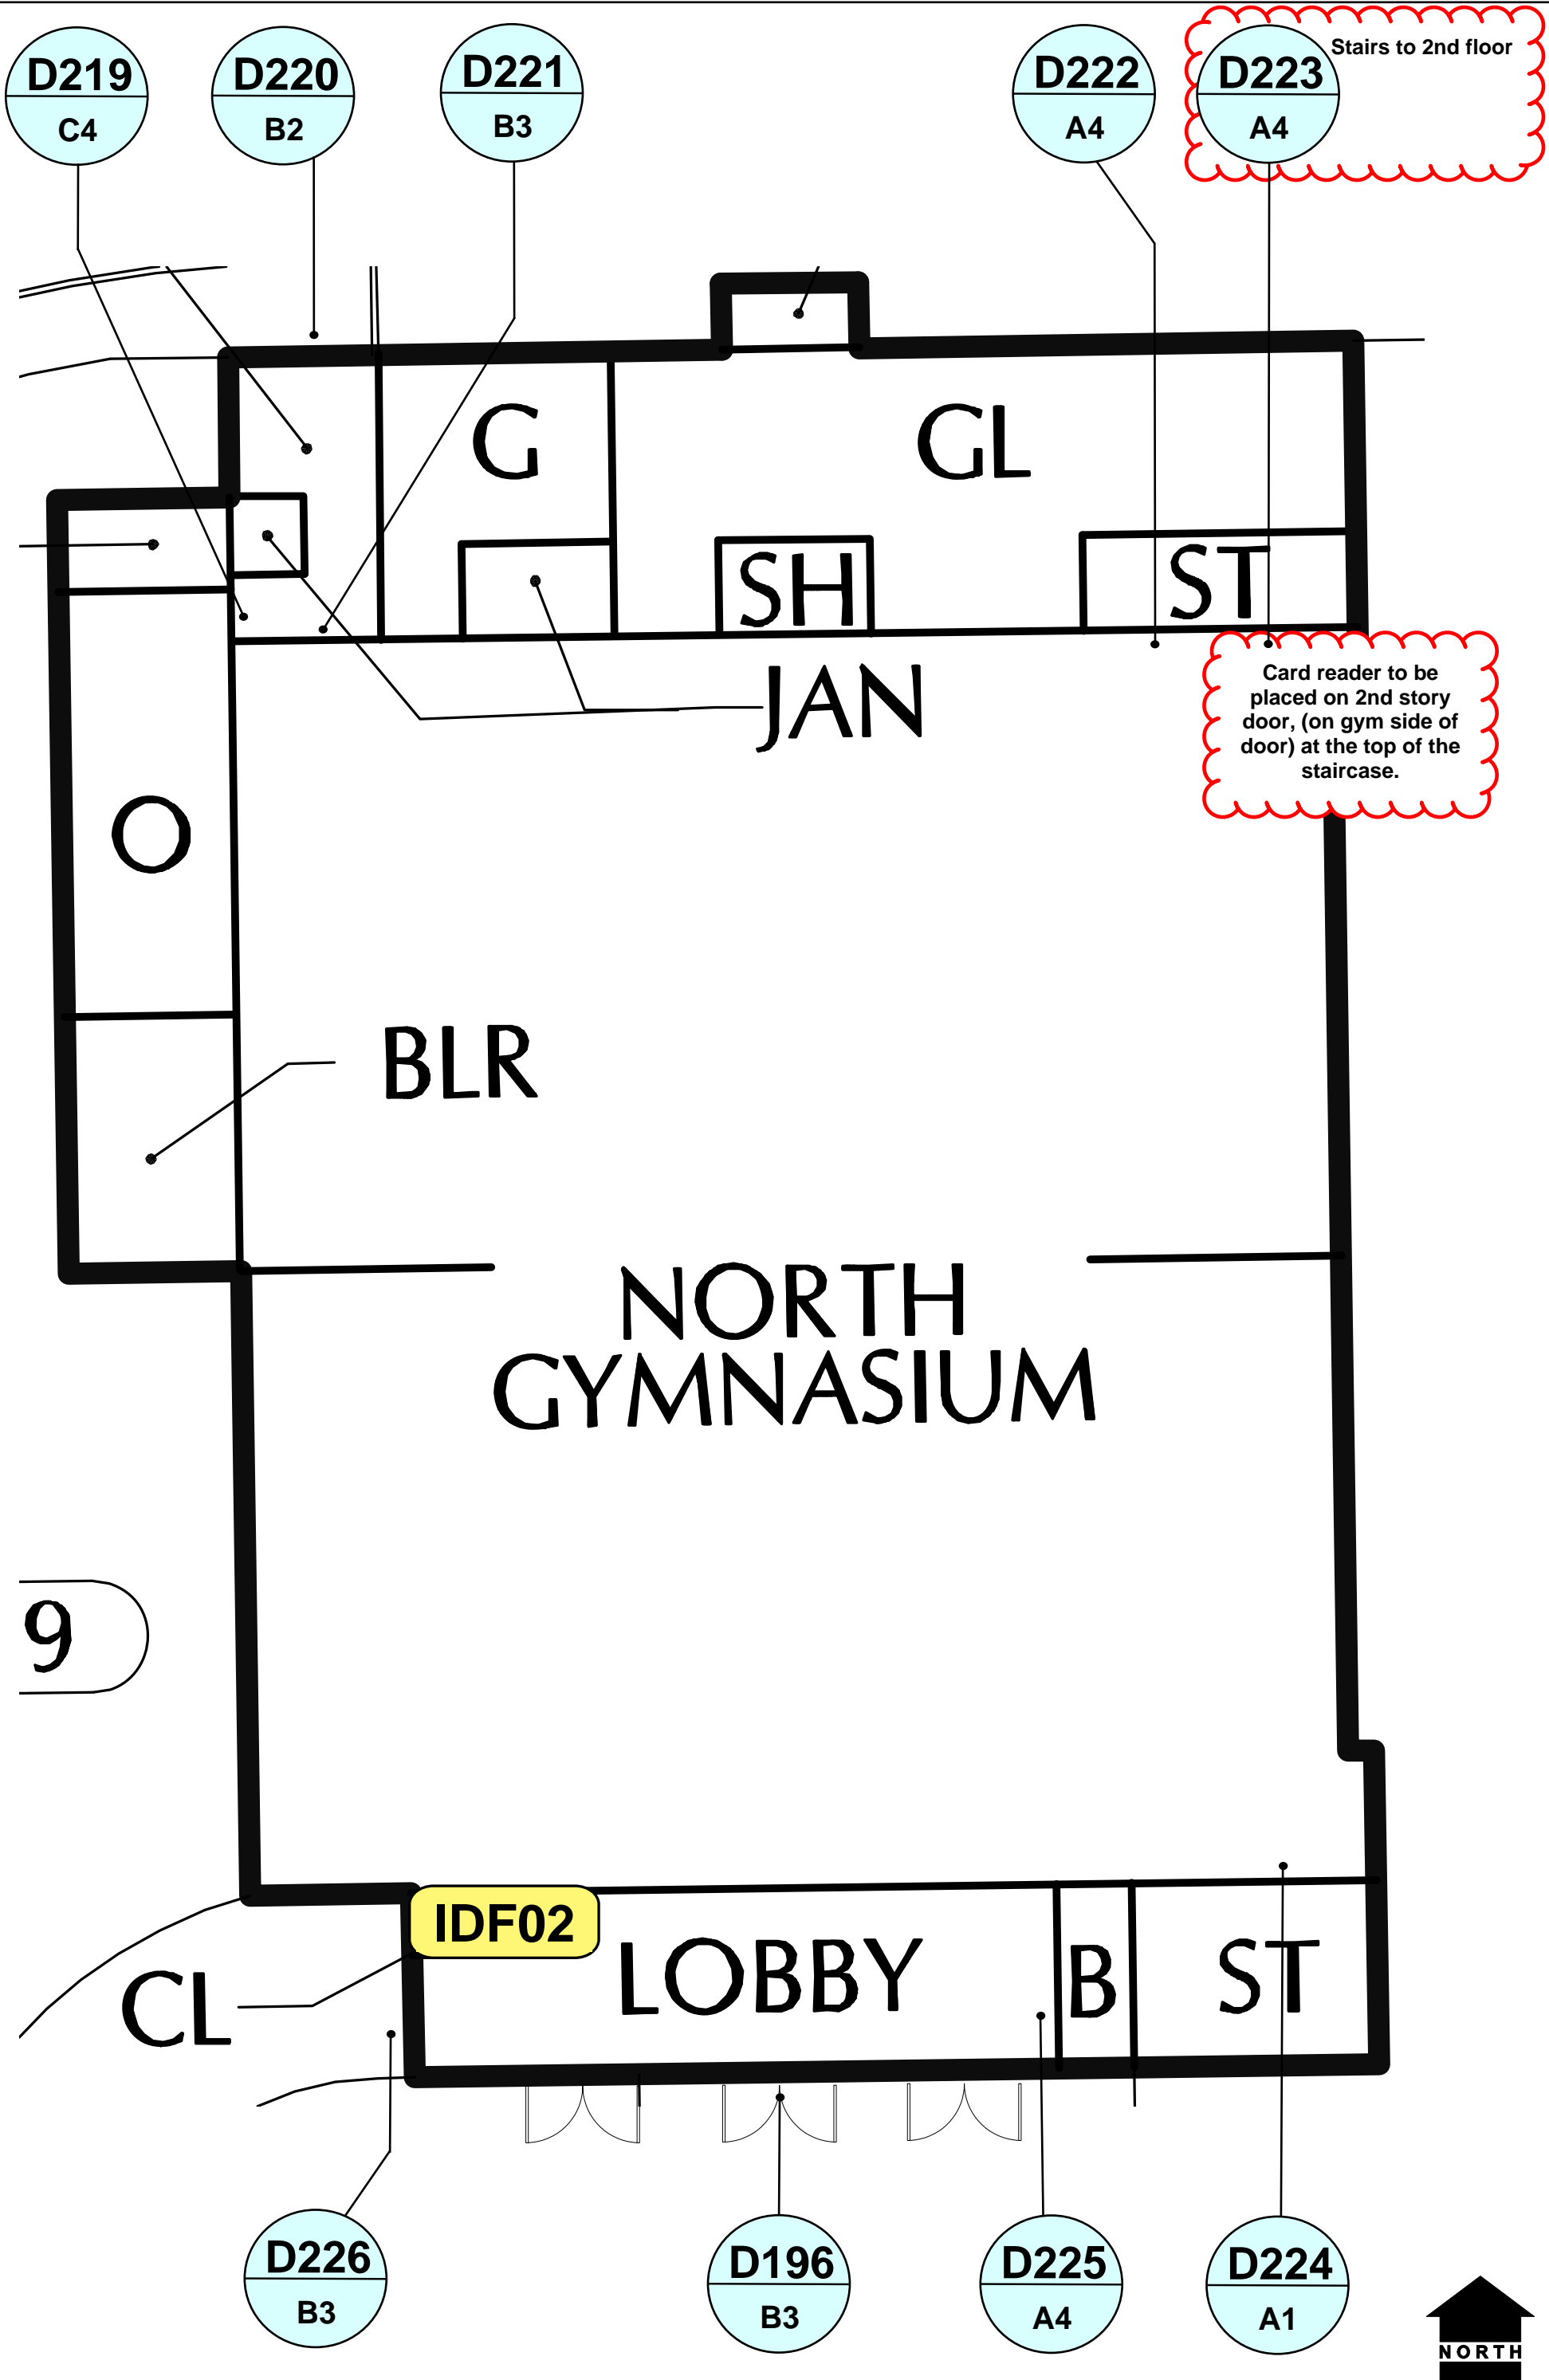 D219
C4
D220
B2
D221
B3
D222
A4
D223
A4
Stairs to 2nd floor
G
GL
SH
ST
JAN
Card reader to be
placed on 2nd story
door, (on gym side of
door) at the top of the
staircase.
O
BLR
NORTH
GYMNASIUM
9
IDF02
LOBBY
B
ST
CL
D226
B3
D196
B3
D225
A4
D224
A1
NORTH